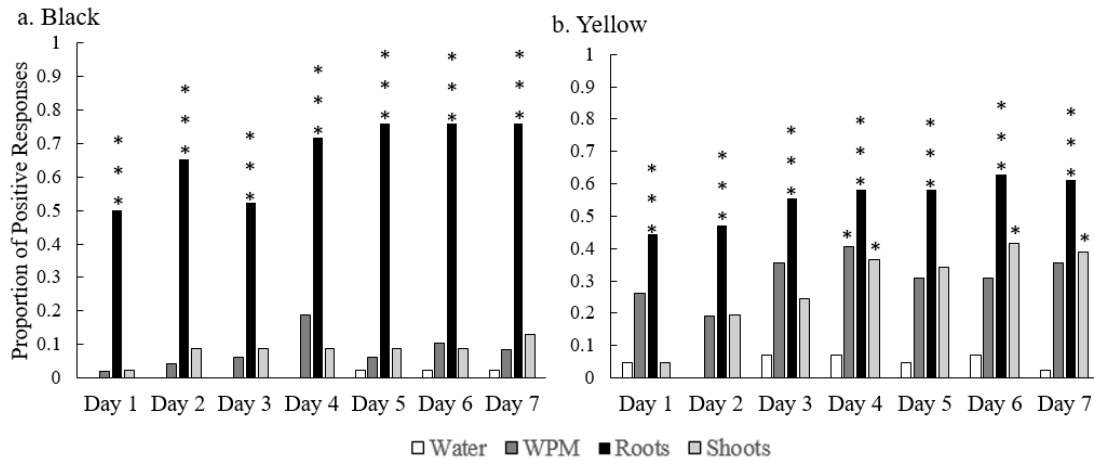 a. Black
b. Yellow
Proportion of Positive Responses
1
0.9
0.8
0.7
0.6
0.5
0.4
0.3
0.2
0.1
0
* * *
* * *
* * *
* * *
* * *
* * *
* * *
Day 1 Day 2 Day 3 Day 4 Day 5 Day 6 Day 7
1
0.9
0.8
0.7
0.6
0.5
0.4
0.3
0.2
0.1
0
* * *
* * *
* * *
* * * * *
* * *
* * * *
* * * *
Day 1 Day 2 Day 3 Day 4 Day 5 Day 6 Day 7
Water WPM Roots Shoots